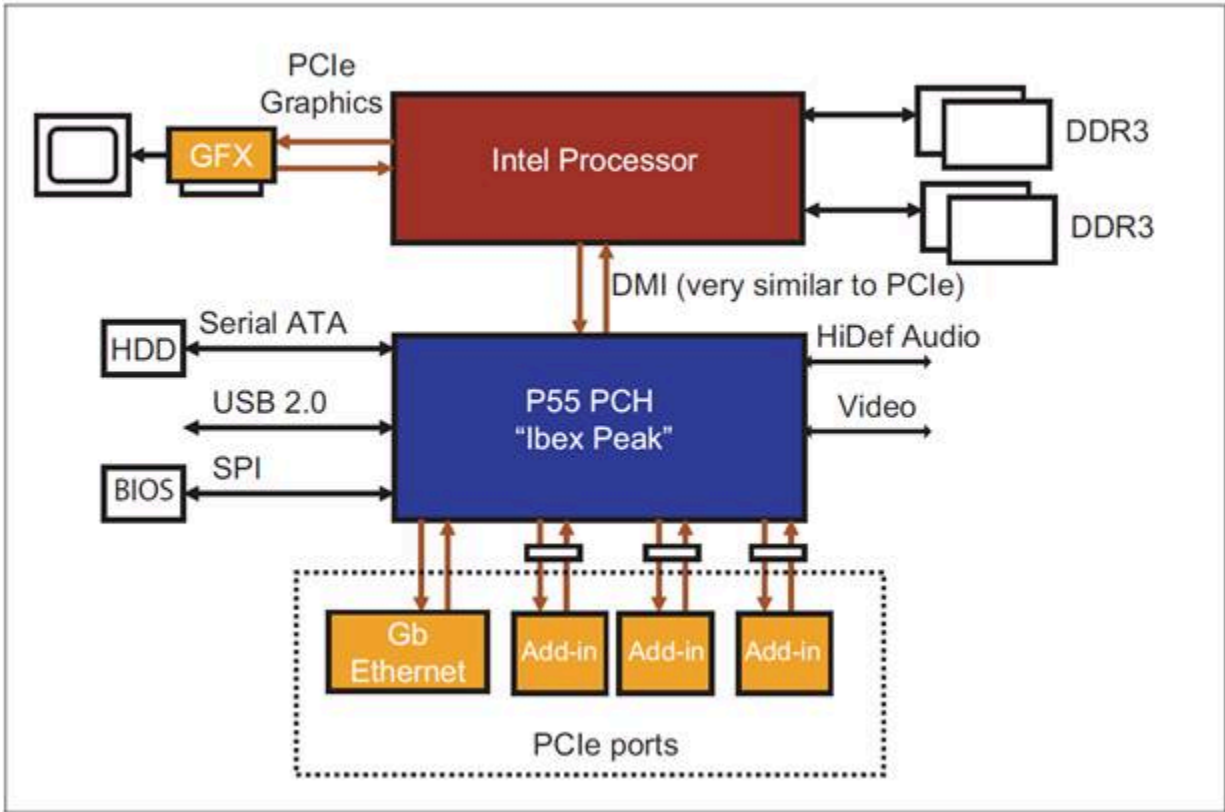 PCIe
Graphics
GFX
Intel Processor
DDR3
DDR3
DMI (very similar to PCIe)
Serial ATA
HDD
HiDef Audio
USB 2.0
P55 PCH
“Ibex Peak”
Video
SPI
BIOS
Gb
Ethernet
Add-in
Add-in
Add-in
PCIe ports